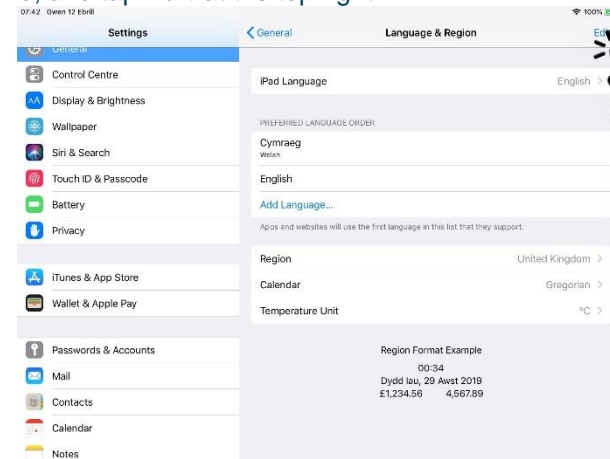 07:42 Gwen 12 Ebrill
100%
Settings
General
Language & Region
General
Control Centre
iPad Language
English
Display & Brightness
Wallpaper
PREFERRED LANGUAGE ORDER
Cymraeg
Welsh
Siri & Search
Touch ID & Passcode
English
Battery
Add Language...
Privacy
Apps and websites will use the first language in this list that they support.
Region
United Kingdom
iTunes & App Store
Calendar
Gregorian
Wallet & Apple Pay
Temperature Unit
°C
Passwords & Accounts
Region Format Example
00:34
Mail
Dydd Iau, 29 Awst 2019
£1,234.56 4,567.89
Contacts
Calendar
Notes